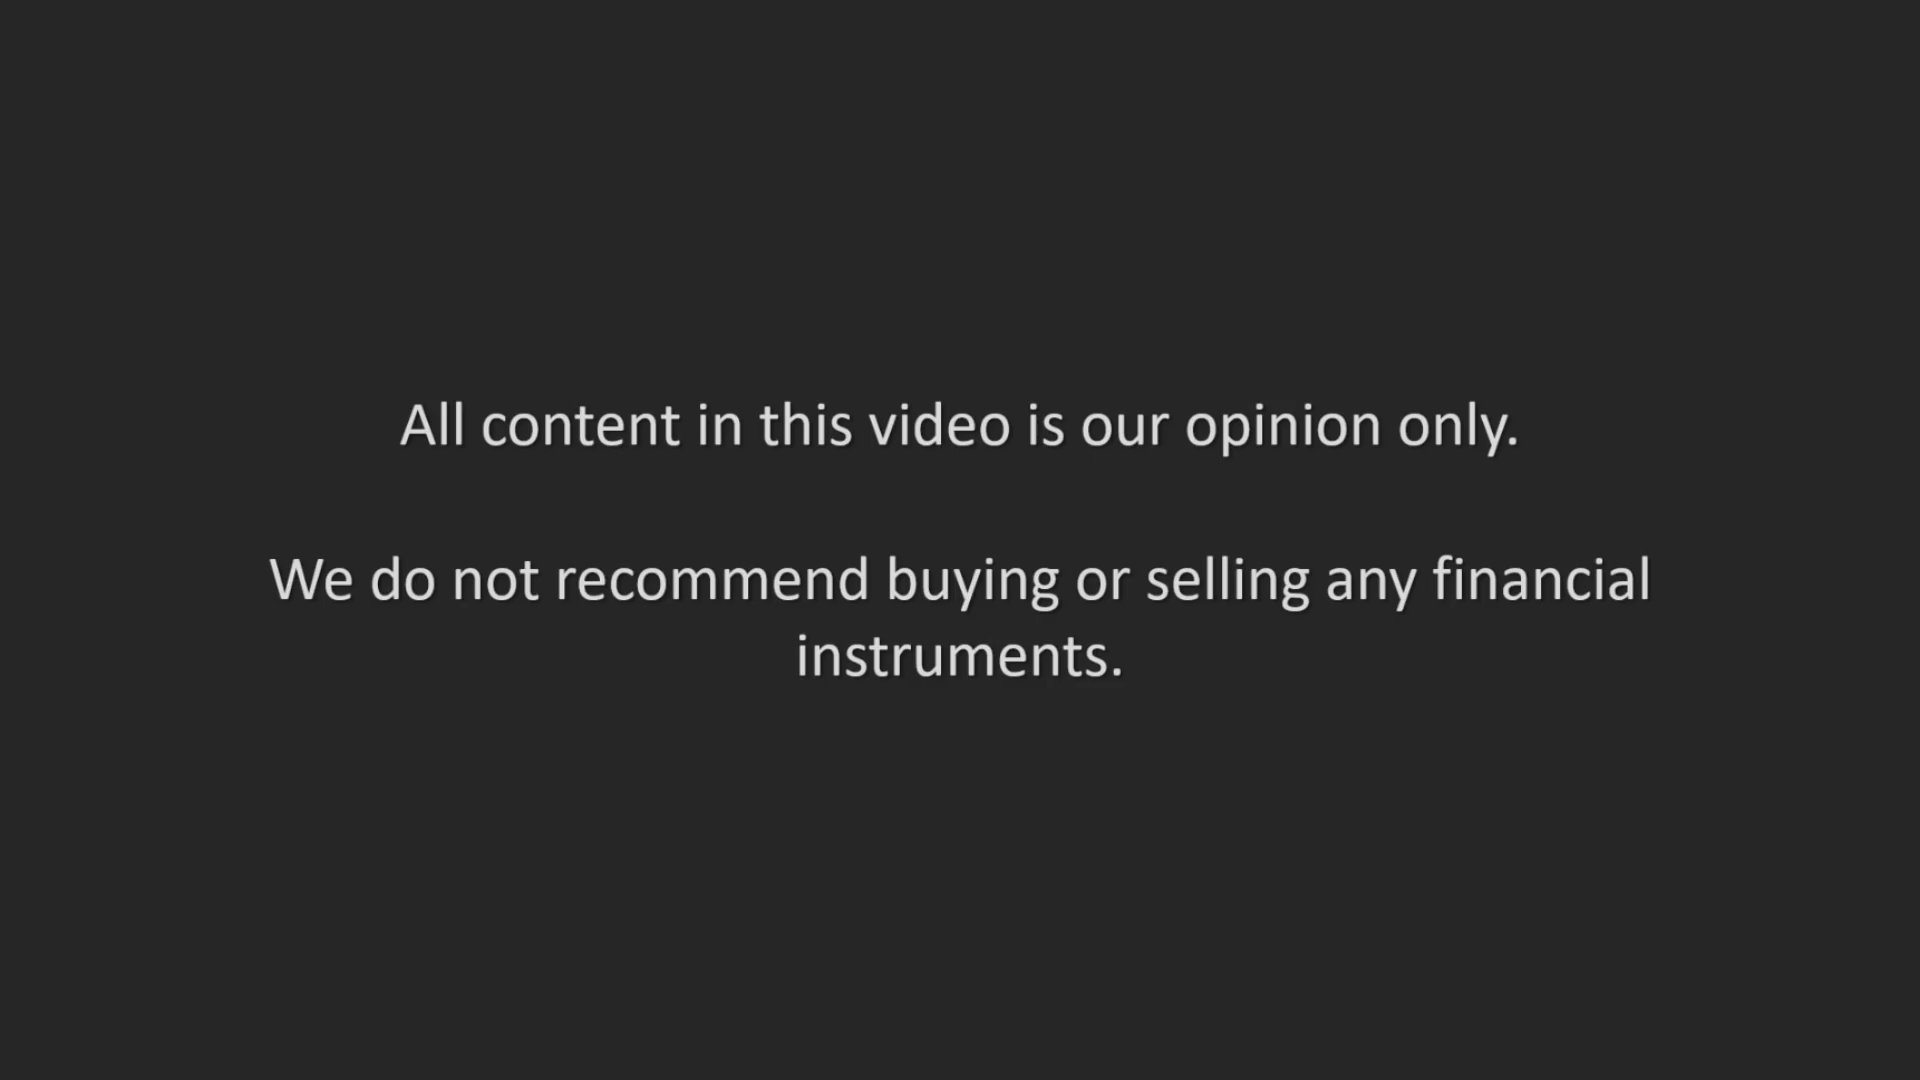 All content in this video is our opinion only.
We do not recommend buying or selling any financial
instruments.